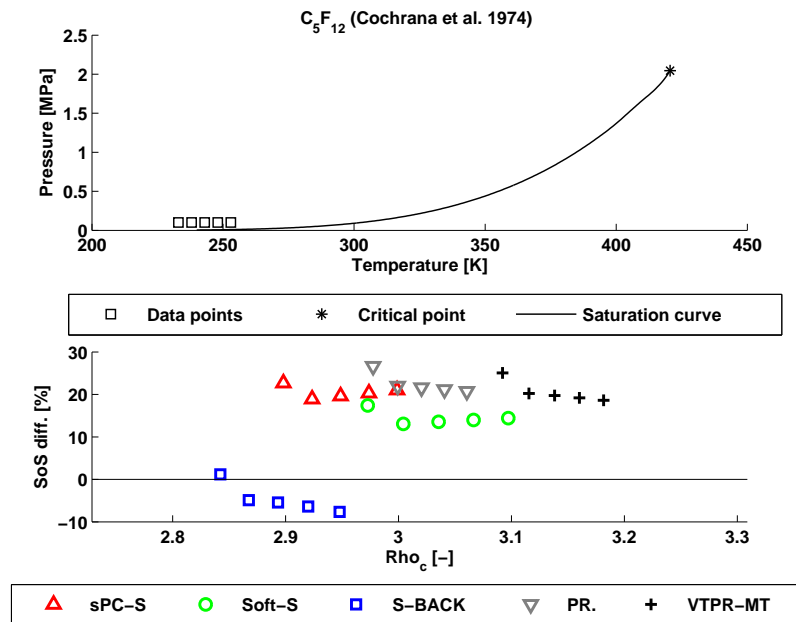 C5F12 (Cochrana et al. 1974)
Pressure [MPa]
2.5
2
1.5
1
0.5
0
200 250 300 350 400 450
Temperature [K]
Data points Critical point Saturation curve
SoS diff. [%]
30
20
10
0
−10
2.8 2.9 3 3.1 3.2 3.3
Rhoc [−]
sPC−S Soft−S S−BACK PR. VTPR−MT